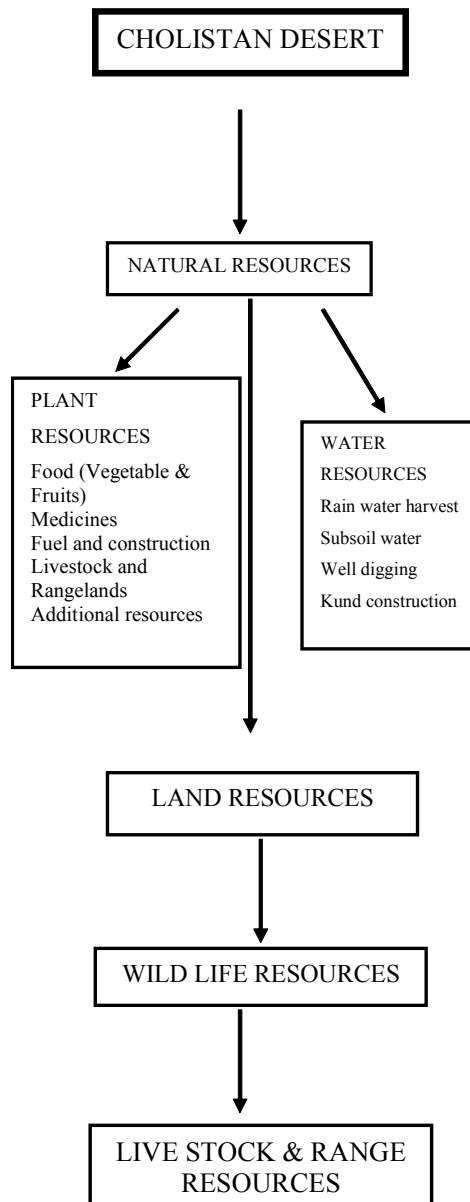 CHOLISTAN DESERT
NATURAL RESOURCES
PLANT
RESOURCES
Food (Vegetable &
Fruits)
Medicines
Fuel and construction
Livestock and
Rangelands
Additional resources
WATER
RESOURCES
Rain water harvest
Subsoil water
Well digging
Kund construction
LAND RESOURCES
WILD LIFE RESOURCES
LIVE STOCK & RANGE
RESOURCES